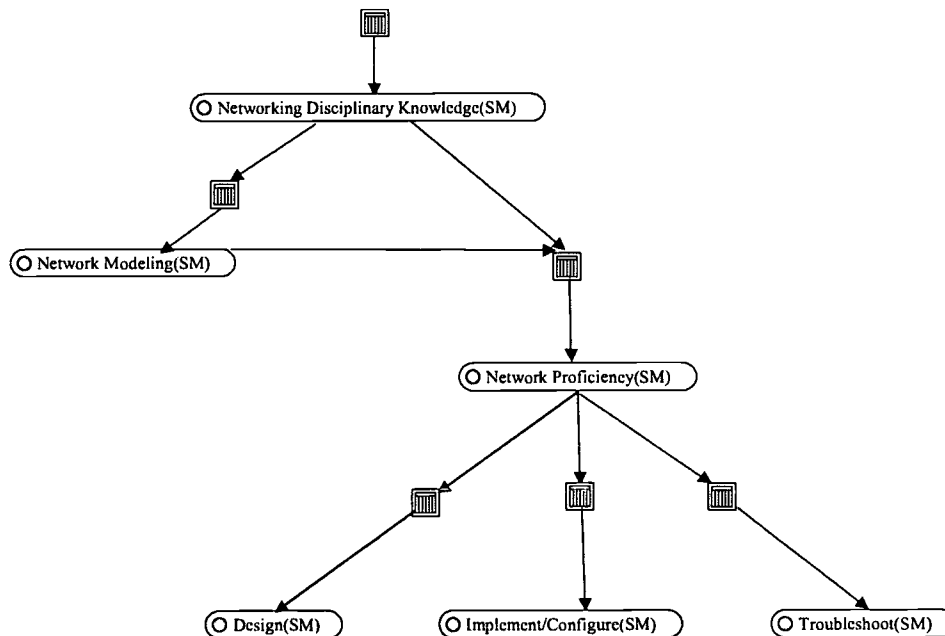 Networking Disciplinary Knowledge(SM)
Network Modeling(SM)
Network Proficiency(SM)
Design(SM)
Implement/Configure(SM)
Troubleshoot(SM)